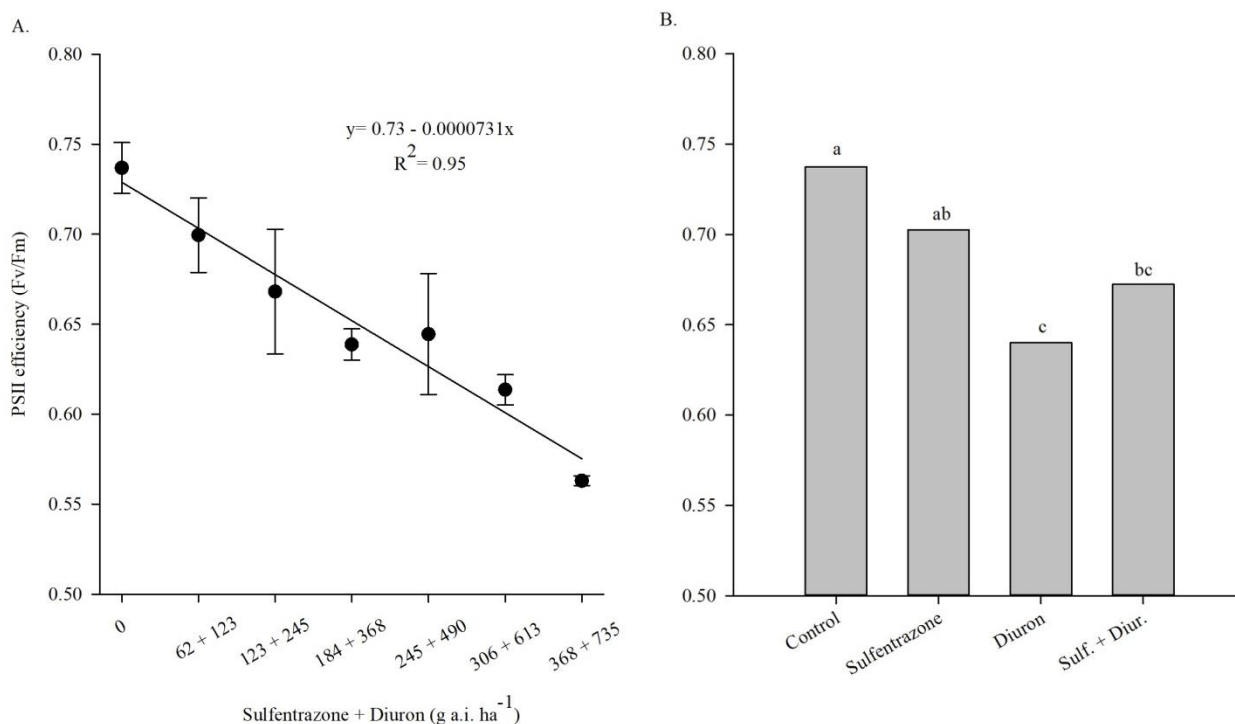 A.
0.80
0.75
0.70
0.65
0.60
0.55
0.50
PSII efficiency (Fv/Fm)
y= 0.73 - 0.0000731x
R²= 0.95
0
62 + 123
123 + 245
184 + 368
245 + 490
306 + 613
368 + 735
Sulfentrazone + Diuron (g a.i. ha⁻¹)
B.
0.80
0.75
0.70
0.65
0.60
0.55
0.50
a
ab
c
bc
Control
Sulfentrazone
Diuron
Sulf. + Diur.